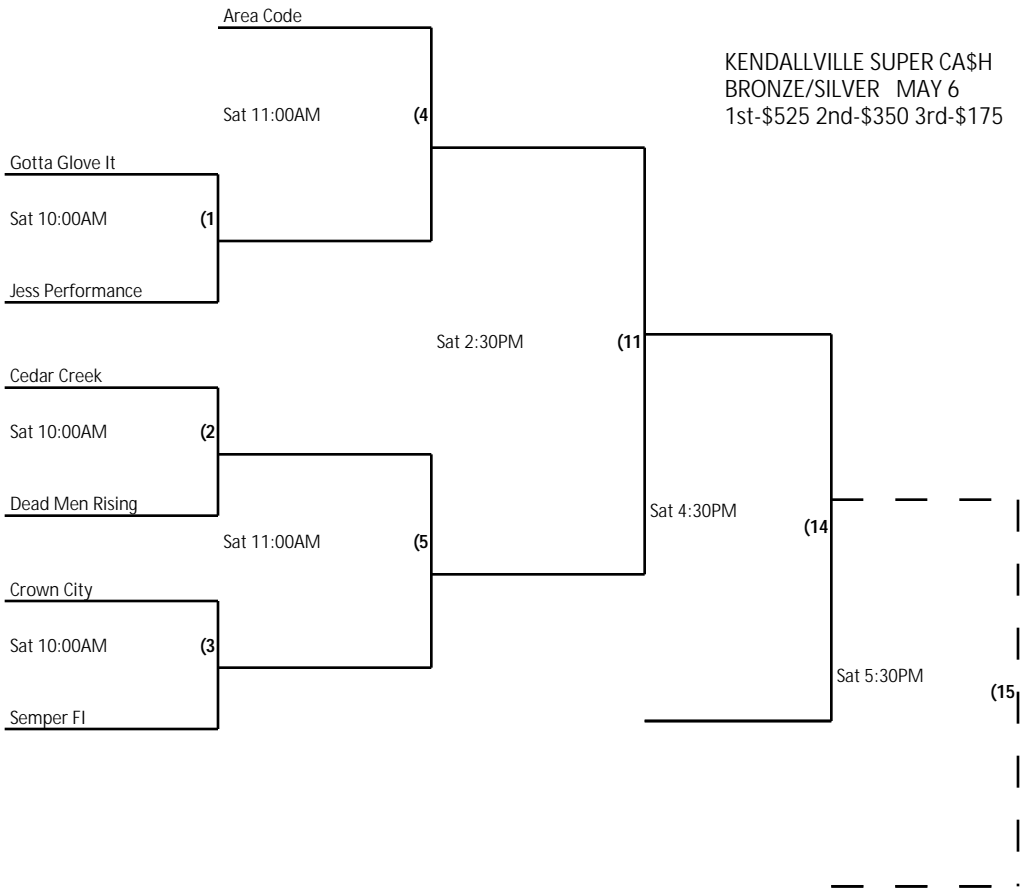 Area Code
KENDALLVILLE SUPER CA$H
BRONZE/SILVER MAY 6
1st-$525 2nd-$350 3rd-$175
Sat 11:00AM (4
Gotta Glove It
Sat 10:00AM (1
Jess Performance
Sat 2:30PM (11
Cedar Creek
Sat 10:00AM (2
Dead Men Rising
Sat 4:30PM (14
Sat 11:00AM (5
Crown City
Sat 10:00AM (3
Sat 5:30PM (15
Semper FI